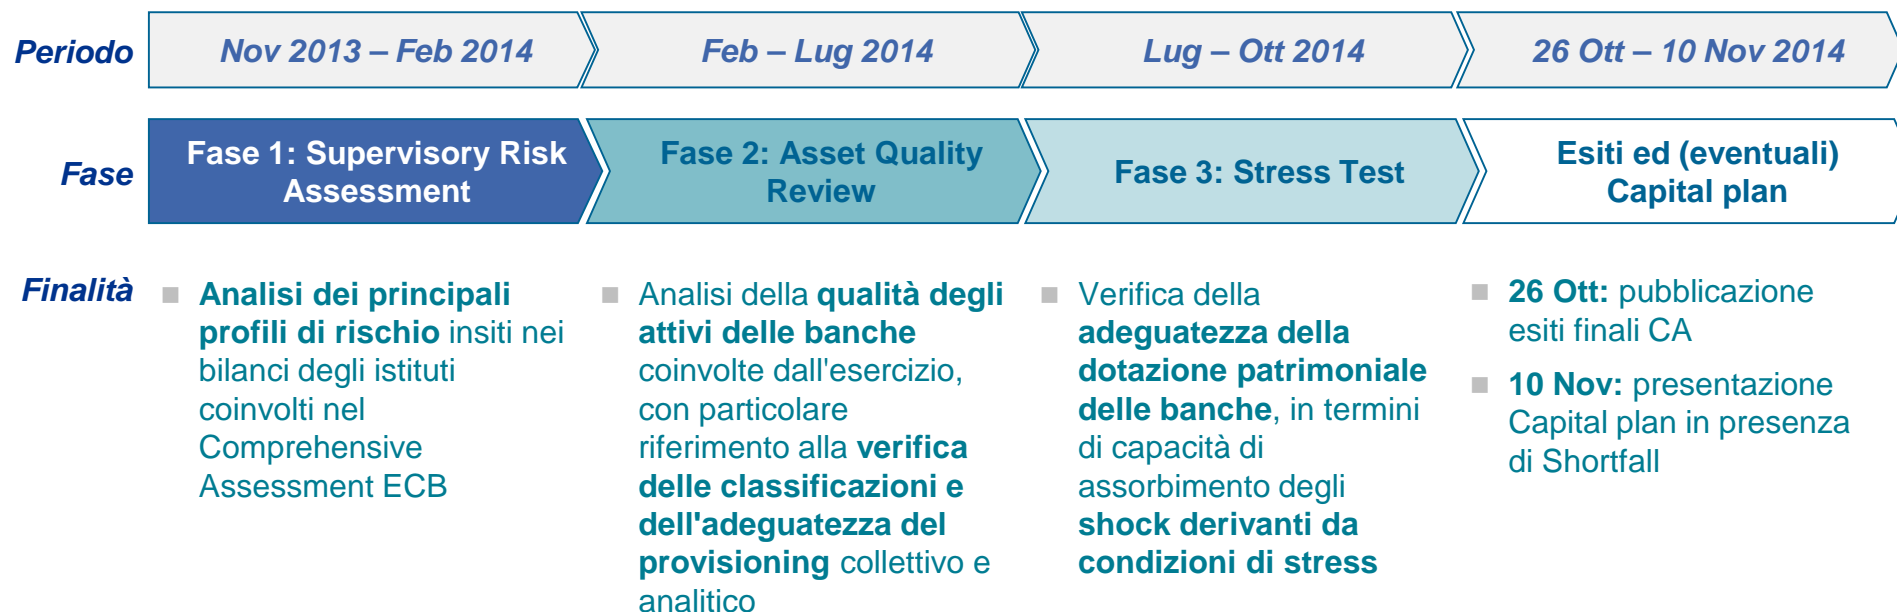 Periodo
Nov 2013 – Feb 2014
Feb – Lug 2014
Lug – Ott 2014
26 Ott – 10 Nov 2014
Fase
Fase 1: Supervisory Risk
Assessment
Fase 2: Asset Quality
Review
Fase 3: Stress Test
Esiti ed (eventuali)
Capital plan
Finalità
Analisi dei principali
profili di rischio insiti nei
bilanci degli istituti
coinvolti nel
Comprehensive
Assessment ECB
Analisi della qualità degli
attivi delle banche
coinvolte dall'esercizio,
con particolare
riferimento alla verifica
delle classificazioni e
dell'adeguatezza del
provisioning collettivo e
analitico
Verifica della
adeguatezza della
dotazione patrimoniale
delle banche, in termini
di capacità di
assorbimento degli
shock derivanti da
condizioni di stress
26 Ott: pubblicazione
esiti finali CA
10 Nov: presentazione
Capital plan in presenza
di Shortfall